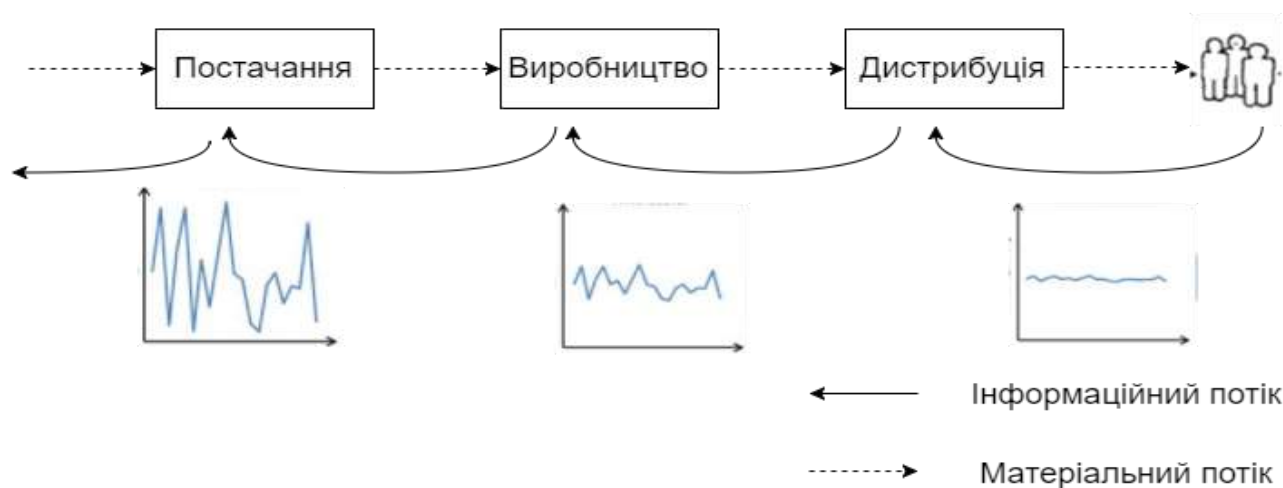 Постачання
Виробництво
Дистрибуція
Інформаційний потік
Матеріальний потік